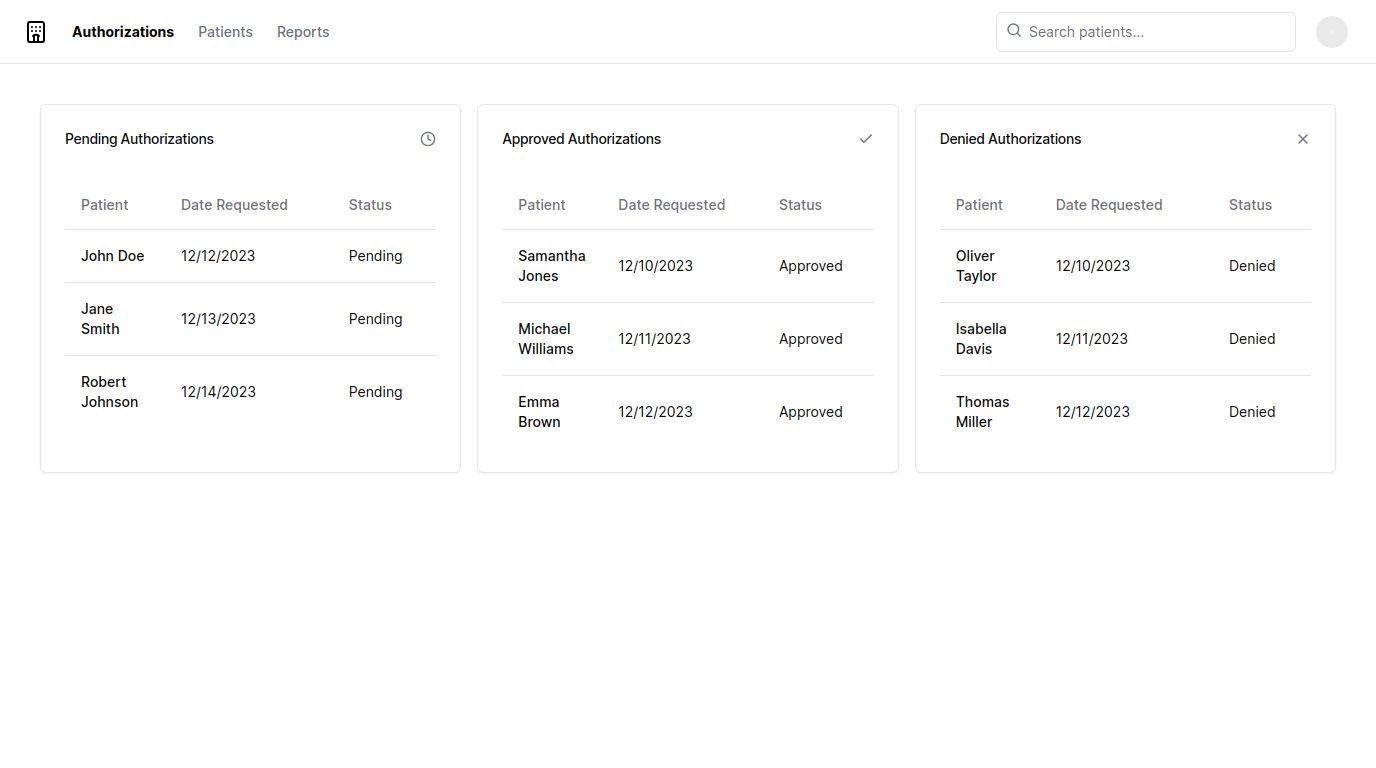 Authorizations Patients Reports Search patients...
Pending Authorizations
Patient Date Requested Status
John Doe 12/12/2023 Pending
Jane
Smith 12/13/2023 Pending
Robert
Johnson 12/14/2023 Pending
Approved Authorizations
Patient Date Requested Status
Samantha
Jones 12/10/2023 Approved
Michael
Williams 12/11/2023 Approved
Emma
Brown 12/12/2023 Approved
Denied Authorizations
Patient Date Requested Status
Oliver
Taylor 12/10/2023 Denied
Isabella
Davis 12/11/2023 Denied
Thomas
Miller 12/12/2023 Denied